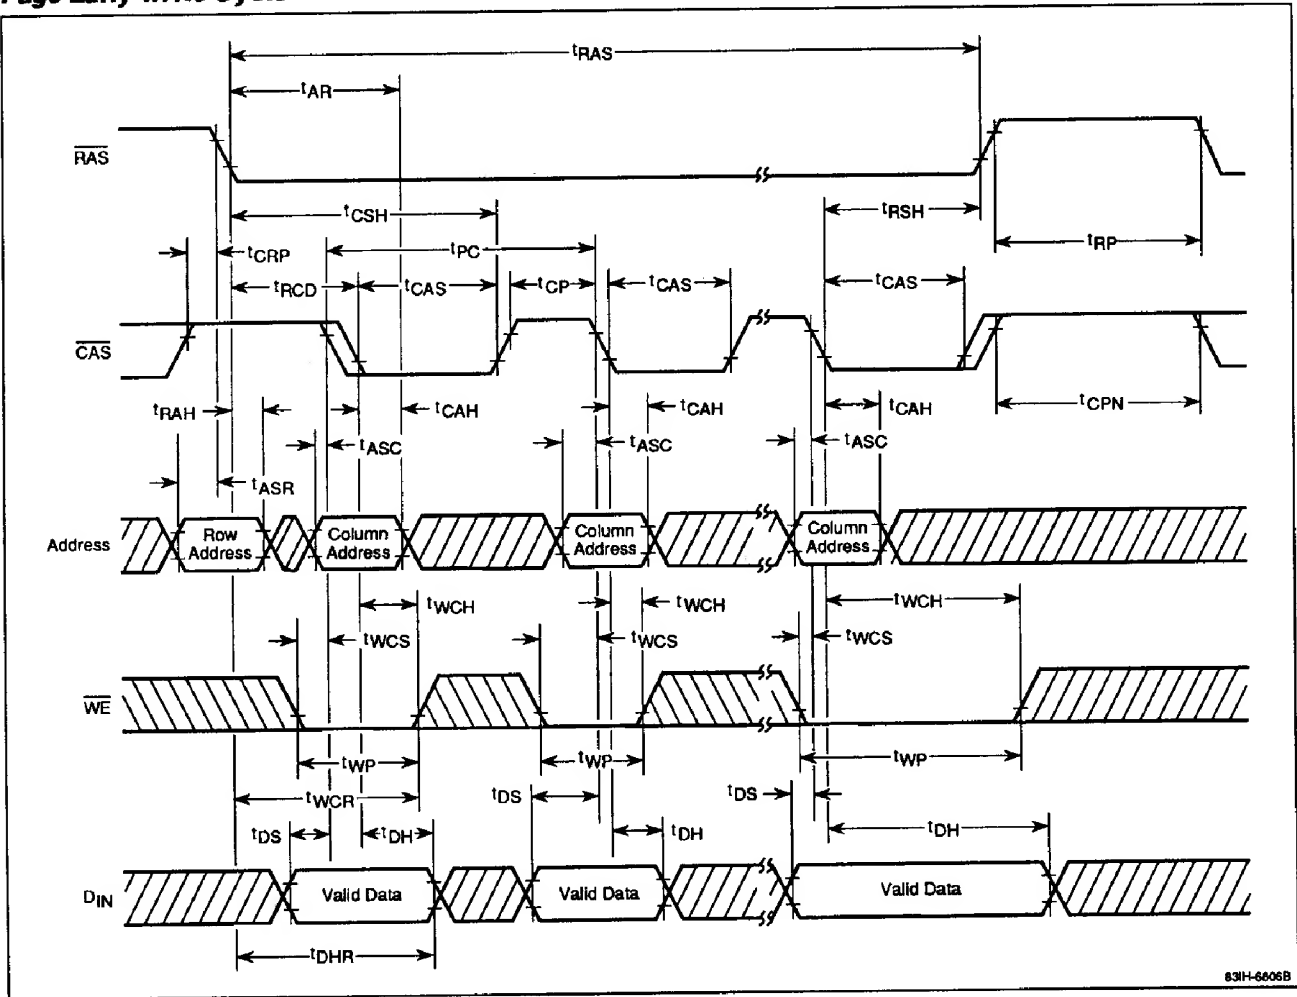 Page Early Write Cycle
tRAS
tAR
RAS
tCSH
tRSH
tCRP
tPC
tRP
tRCD
tCAS
tCP
tCAS
tCAS
CAS
tRAH
tCAH
tCAH
tCAH
tCPN
tASC
tASC
tASC
tASR
Address
Row Address
Column Address
Column Address
Column Address
tWCH
tWCH
tWCH
tWCS
tWCS
tWCS
WE
tWP
tWP
tWP
tWCR
tDS
tDS
tDS
tDH
tDH
tDH
DIN
Valid Data
Valid Data
Valid Data
tDHR
83IH-6606B